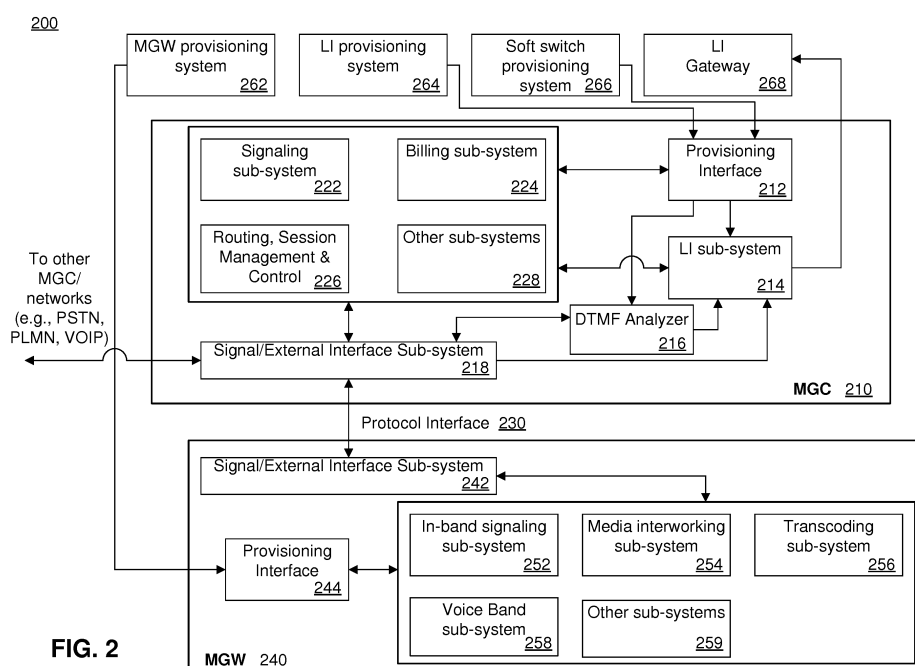 200
MGW provisioning
system
262
LI provisioning
system
264
Soft switch
provisioning
system
266
LI
Gateway
268
Signaling
sub-system
222
Billing sub-system
224
Provisioning
Interface
212
Routing, Session
Management &
Control
226
Other sub-systems
228
LI sub-system
214
To other
MGC/
networks
(e.g., PSTN,
PLMN, VOIP)
DTMF Analyzer
216
Signal/External Interface Sub-system
218
MGC 210
Protocol Interface 230
Signal/External Interface Sub-system
242
In-band signaling
sub-system
252
Media interworking
sub-system
254
Transcoding
sub-system
256
Provisioning
Interface
244
Voice Band
sub-system
258
Other sub-systems
259
FIG. 2
MGW 240